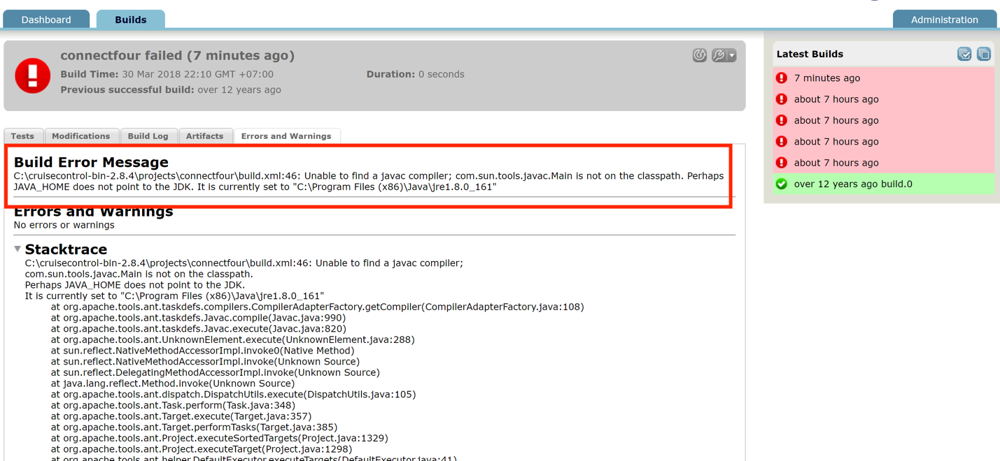 Dashboard
Builds
Administration
connectfour failed (7 minutes ago)
Build Time: 30 Mar 2018 22:10 GMT +07:00
Duration: 0 seconds
Previous successful build: over 12 years ago
Latest Builds
7 minutes ago
about 7 hours ago
about 7 hours ago
about 7 hours ago
about 7 hours ago
over 12 years ago build.0
Tests
Modifications
Build Log
Artifacts
Errors and Warnings
Build Error Message
C:\cruisecontrol-bin-2.8.4\projects\connectfour\build.xml:46: Unable to find a javac compiler; com.sun.tools.javac.Main is not on the classpath. Perhaps
JAVA_HOME does not point to the JDK. It is currently set to "C:\Program Files (x86)\Java\jre1.8.0_161"
Errors and Warnings
No errors or warnings
Stacktrace
C:\cruisecontrol-bin-2.8.4\projects\connectfour\build.xml:46: Unable to find a javac compiler;
com.sun.tools.javac.Main is not on the classpath.
Perhaps JAVA_HOME does not point to the JDK.
It is currently set to "C:\Program Files (x86)\Java\jre1.8.0_161"
at org.apache.tools.ant.taskdefs.compilers.CompilerAdapterFactory.getCompiler(CompilerAdapterFactory.java:108)
at org.apache.tools.ant.taskdefs.Javac.compile(Javac.java:990)
at org.apache.tools.ant.taskdefs.Javac.execute(Javac.java:820)
at org.apache.tools.ant.UnknownElement.execute(UnknownElement.java:288)
at sun.reflect.NativeMethodAccessorImpl.invoke0(Native Method)
at sun.reflect.NativeMethodAccessorImpl.invoke(Unknown Source)
at sun.reflect.DelegatingMethodAccessorImpl.invoke(Unknown Source)
at java.lang.reflect.Method.invoke(Unknown Source)
at org.apache.tools.ant.dispatch.DispatchUtils.execute(DispatchUtils.java:105)
at org.apache.tools.ant.Task.perform(Task.java:348)
at org.apache.tools.ant.Target.execute(Target.java:357)
at org.apache.tools.ant.Target.performTasks(Target.java:385)
at org.apache.tools.ant.Project.executeSortedTargets(Project.java:1329)
at org.apache.tools.ant.Project.executeTarget(Project.java:1298)
at org.apache.tools.ant.helper.DefaultExecutor.executeTargets(DefaultExecutor.java:41)